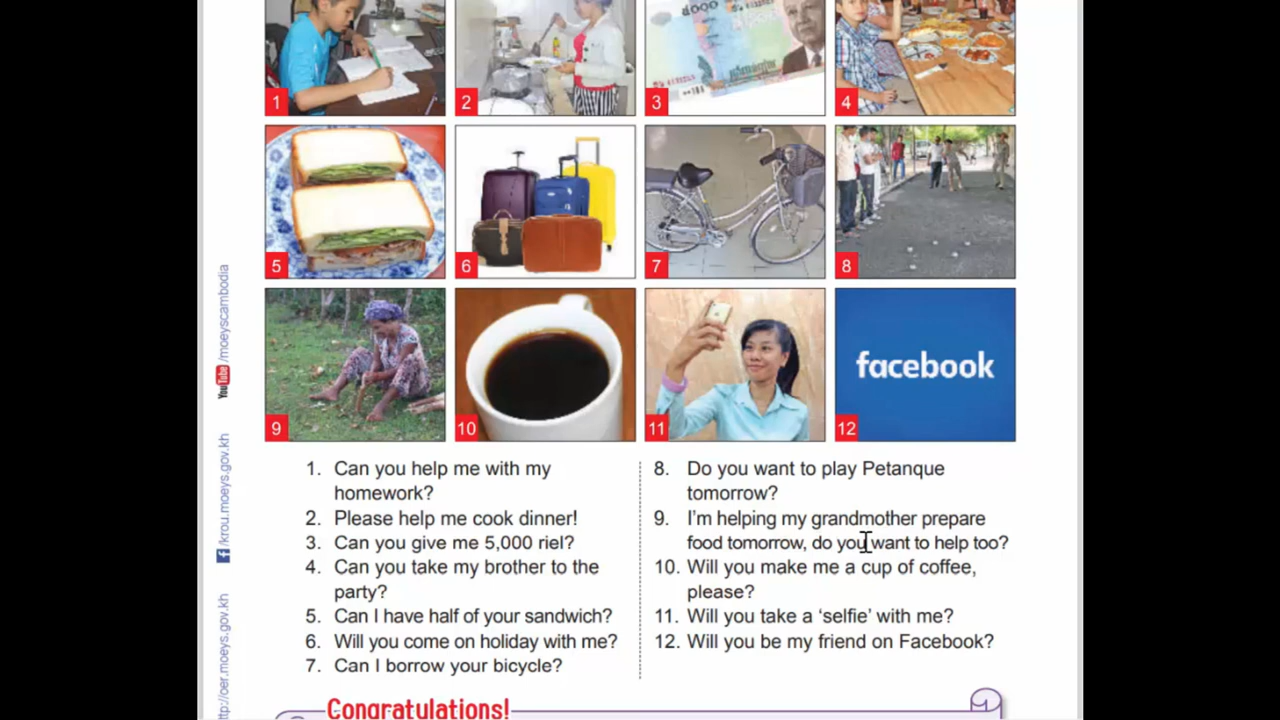 1
2
3
4
5
6
7
8
9
10
11
facebook
12
1. Can you help me with my
homework?
2. Please help me cook dinner!
3. Can you give me 5,000 riel?
4. Can you take my brother to the
party?
5. Can I have half of your sandwich?
6. Will you come on holiday with me?
7. Can I borrow your bicycle?
8. Do you want to play Petanque
tomorrow?
9. I’m helping my grandmother prepare
food tomorrow, do you want to help too?
10. Will you make me a cup of coffee,
please?
11. Will you take a ‘selfie’ with me?
12. Will you be my friend on Facebook?
Congratulations!
YouTube /moeyscambodia
f /krou.moeys.gov.kh
http://oer.moeys.gov.kh